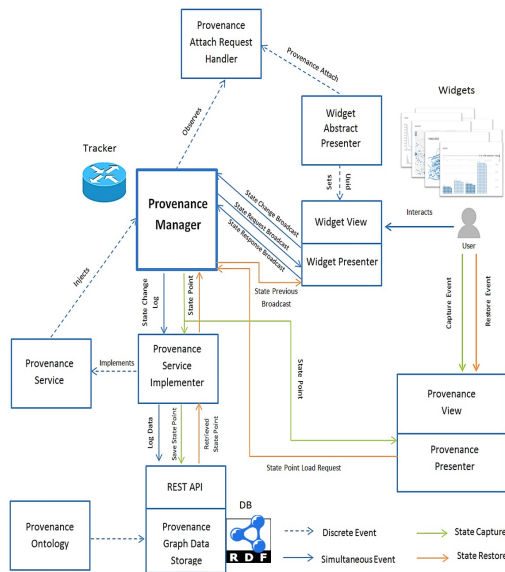 Provenance
Attach Request
Handler
Provenance Attach
Widgets
Observes
Widget
Abstract
Presenter
Tracker
Sets
Uuid
Provenance
Manager
State Change Broadcast
State Request Broadcast
State Response Broadcast
Widget View
Widget Presenter
Interacts
User
State Previous
Broadcast
Injects
State Change
Log
State Point
Capture Event
Restore Event
Provenance
Service
Implements
Provenance
Service
Implementer
State
Point
Provenance
View
Provenance
Presenter
Log Data
Save State Point
Retrieved
State Point
State Point Load Request
REST API
DB
Provenance
Ontology
Provenance
Graph Data
Storage
RDF
Discrete Event
State Capture
Simultaneous Event
State Restore